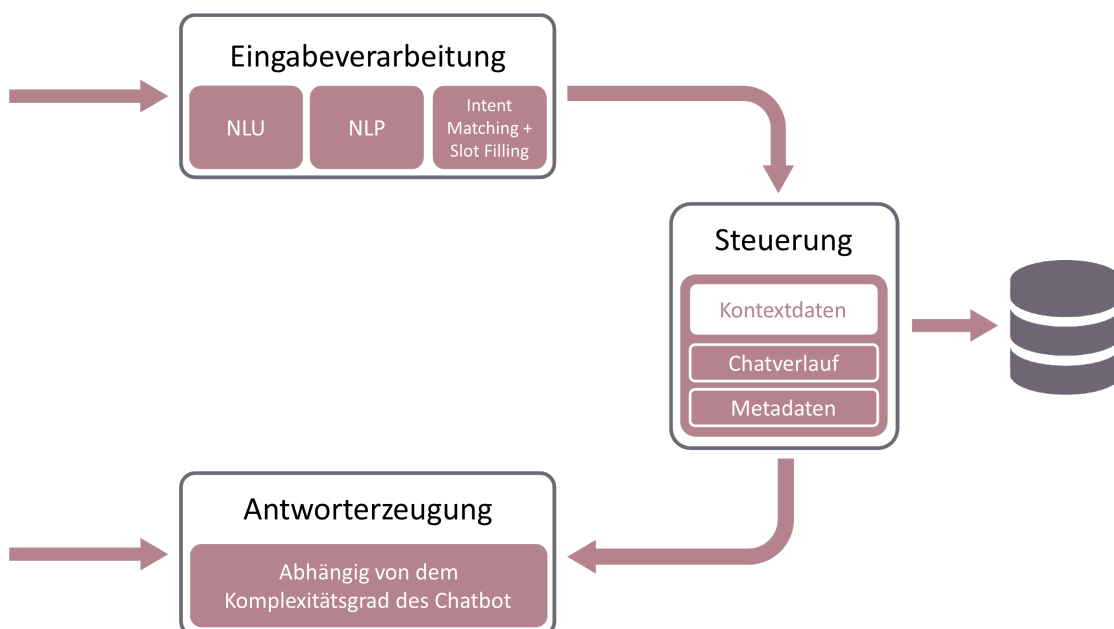 Eingabeverarbeitung
NLU
NLP
Intent
Matching +
Slot Filling
Steuerung
Kontextdaten
Chatverlauf
Metadaten
Antworterzeugung
Abhängig von dem
Komplexitätsgrad des Chatbot